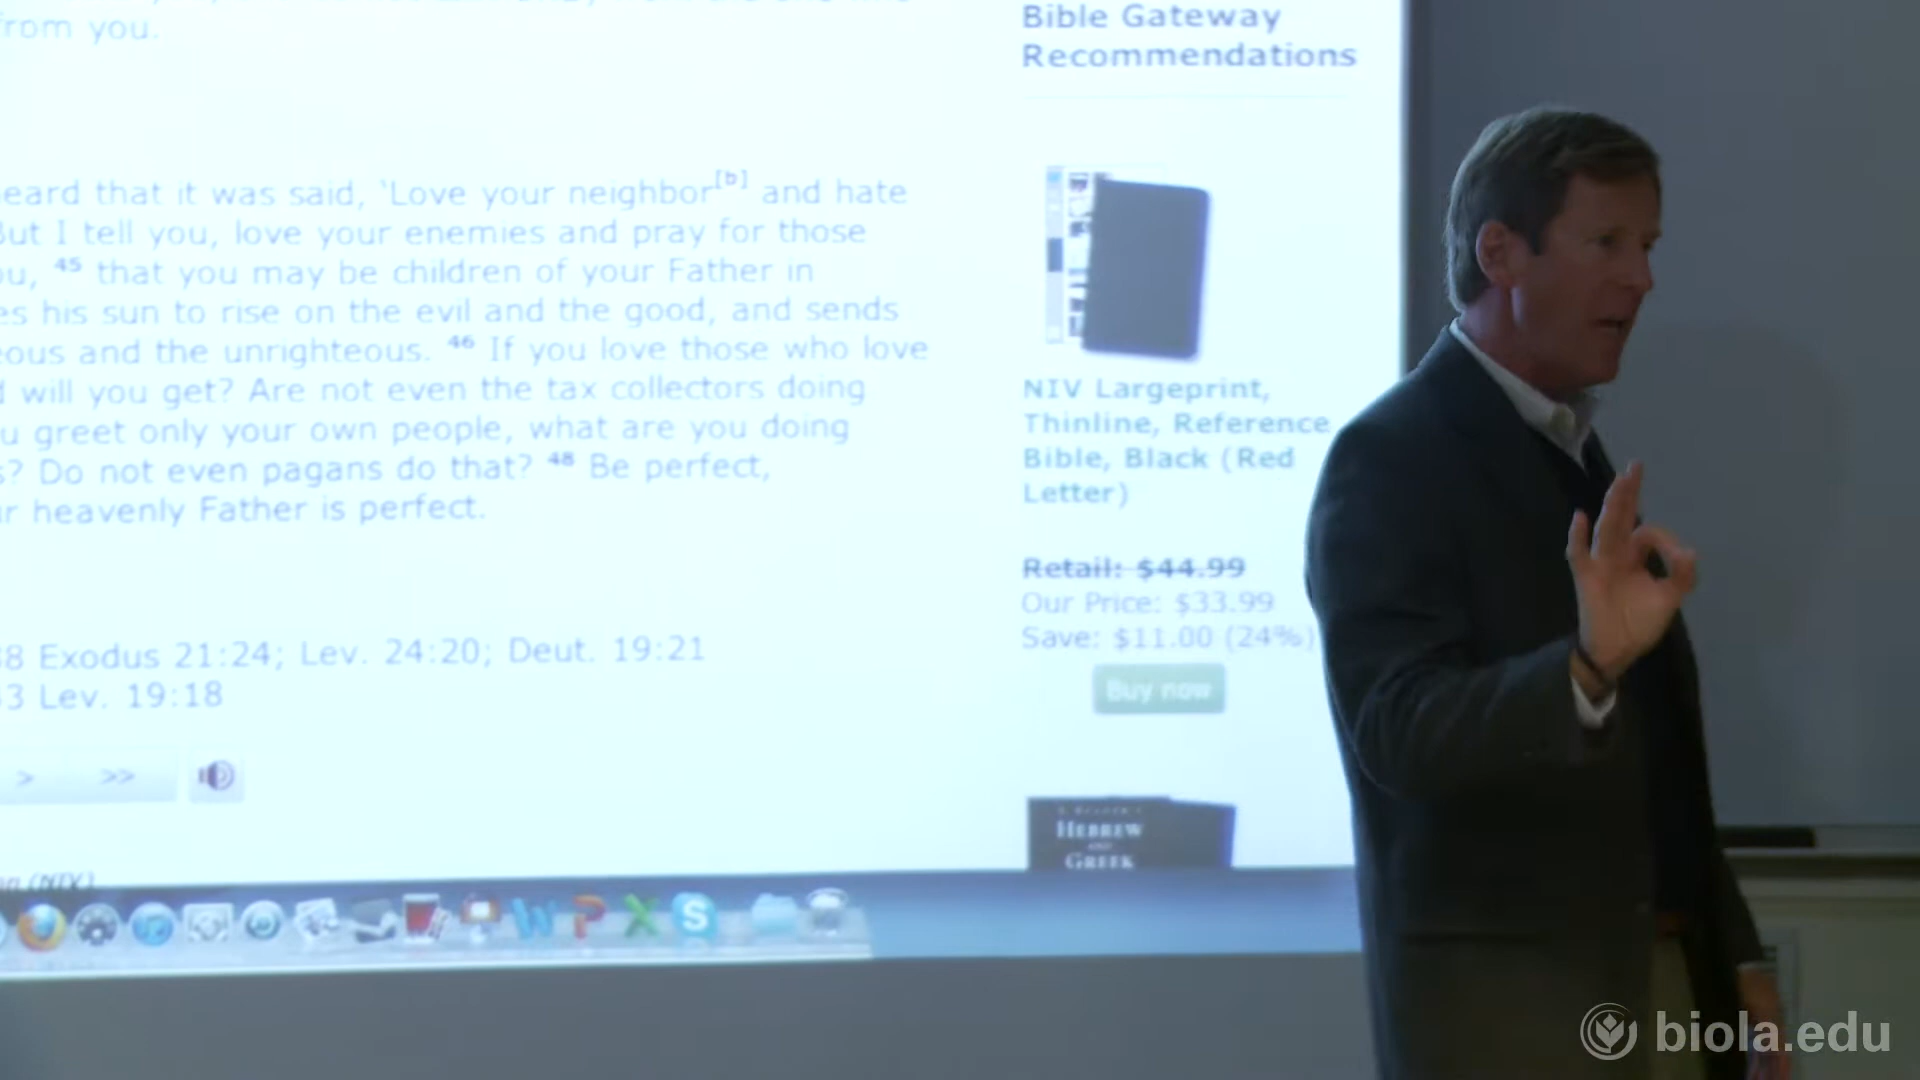 from you.
eard that it was said, 'Love your neighbor[b] and hate
But I tell you, love your enemies and pray for those
ou, 45 that you may be children of your Father in
es his sun to rise on the evil and the good, and sends
eous and the unrighteous. 46 If you love those who love
d will you get? Are not even the tax collectors doing
u greet only your own people, what are you doing
s? Do not even pagans do that? 48 Be perfect,
ur heavenly Father is perfect.
38 Exodus 21:24; Lev. 24:20; Deut. 19:21
43 Lev. 19:18
> >>
(NIV)
Bible Gateway
Recommendations
NIV Largeprint,
Thinline, Reference
Bible, Black (Red
Letter)
Retail: $44.99
Our Price: $33.99
Save: $11.00 (24%)
Buy now
HEBREW
AND
GREEK
W P X S
biola.edu